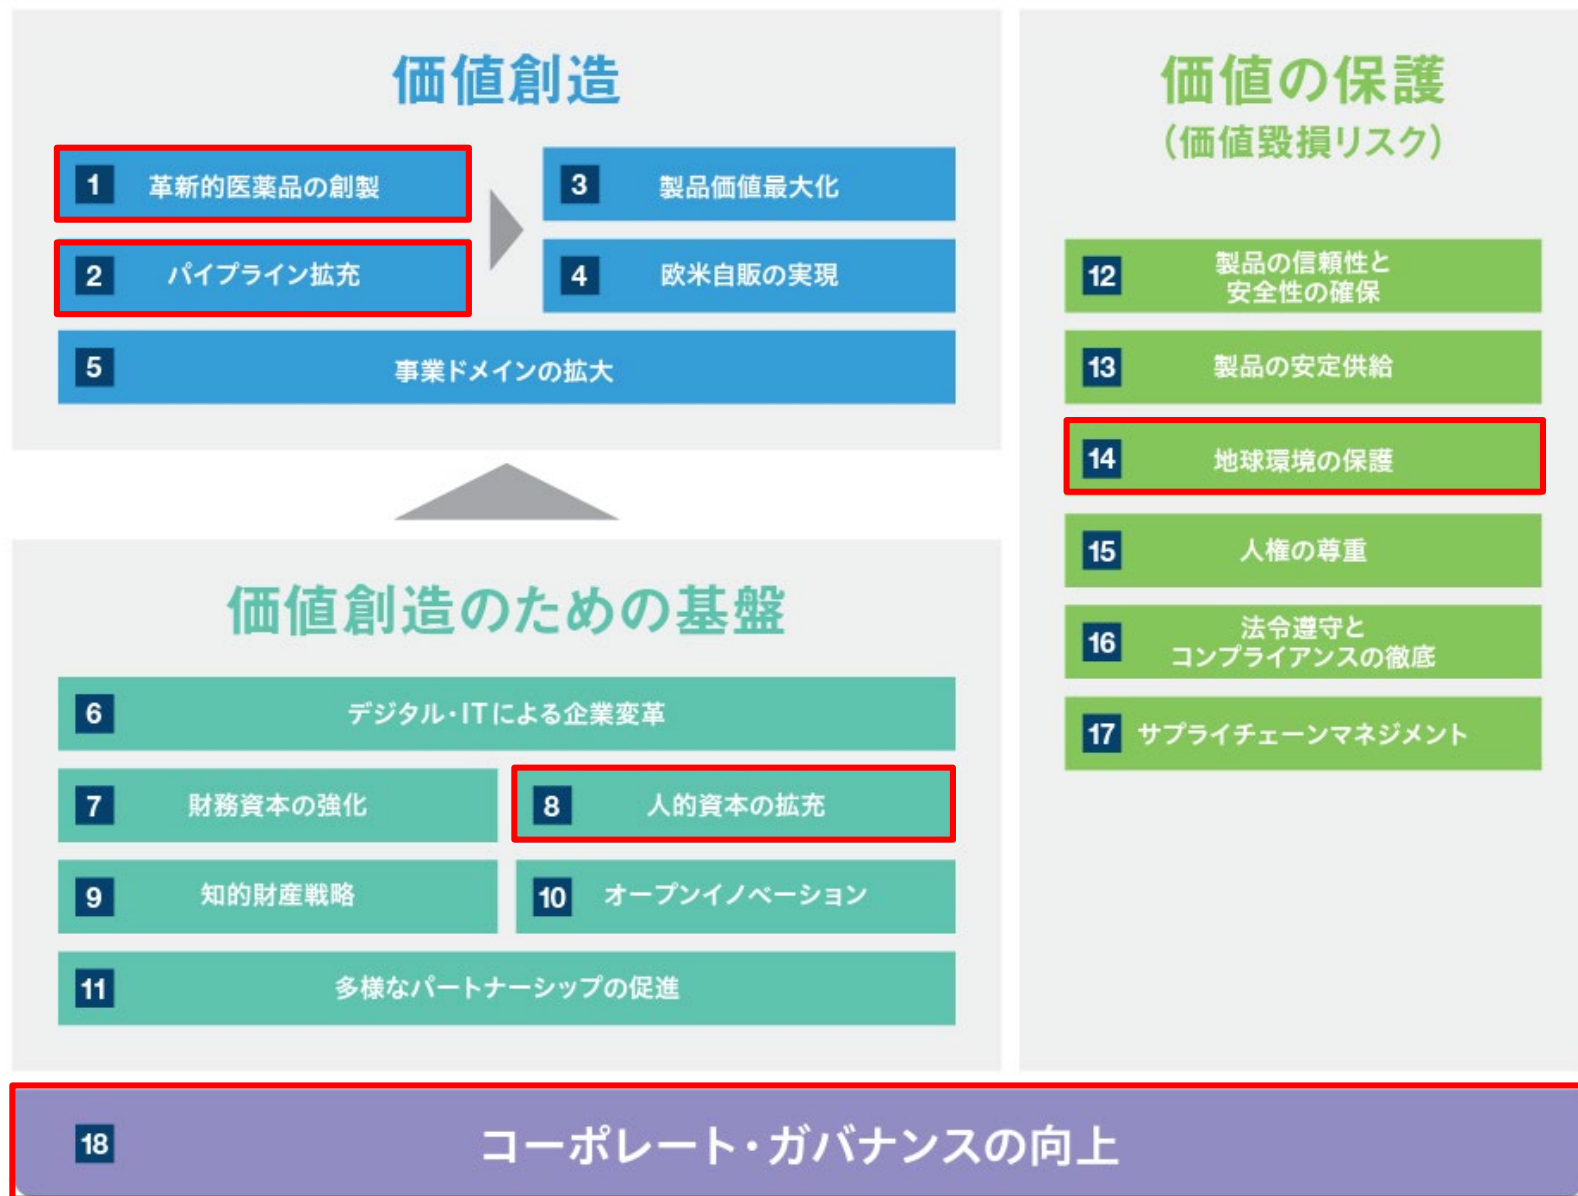 価値創造
1 革新的医薬品の創製
2 パイプライン拡充
3 製品価値最大化
4 欧米自販の実現
5 事業ドメインの拡大
価値創造のための基盤
6 デジタル・ITによる企業変革
7 財務資本の強化
8 人的資本の拡充
9 知的財産戦略
10 オープンイノベーション
11 多様なパートナーシップの促進
価値の保護
（価値毀損リスク）
12 製品の信頼性と
安全性の確保
13 製品の安定供給
14 地球環境の保護
15 人権の尊重
16 法令遵守と
コンプライアンスの徹底
17 サプライチェーンマネジメント
18 コーポレート・ガバナンスの向上